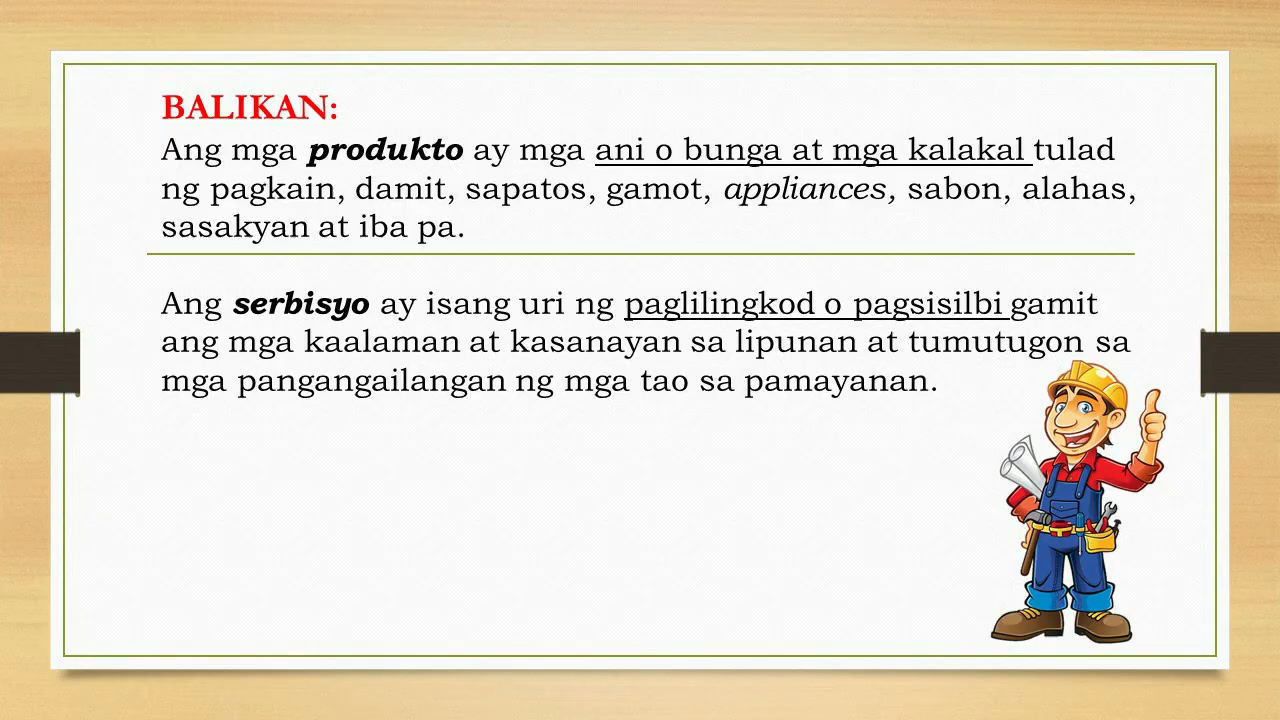 BALIKAN:
Ang mga produkto ay mga ani o bunga at mga kalakal tulad
ng pagkain, damit, sapatos, gamot, appliances, sabon, alahas,
sasakyan at iba pa.
Ang serbisyo ay isang uri ng paglilingkod o pagsisilbi gamit
ang mga kaalaman at kasanayan sa lipunan at tumutugon sa
mga pangangailangan ng mga tao sa pamayanan.